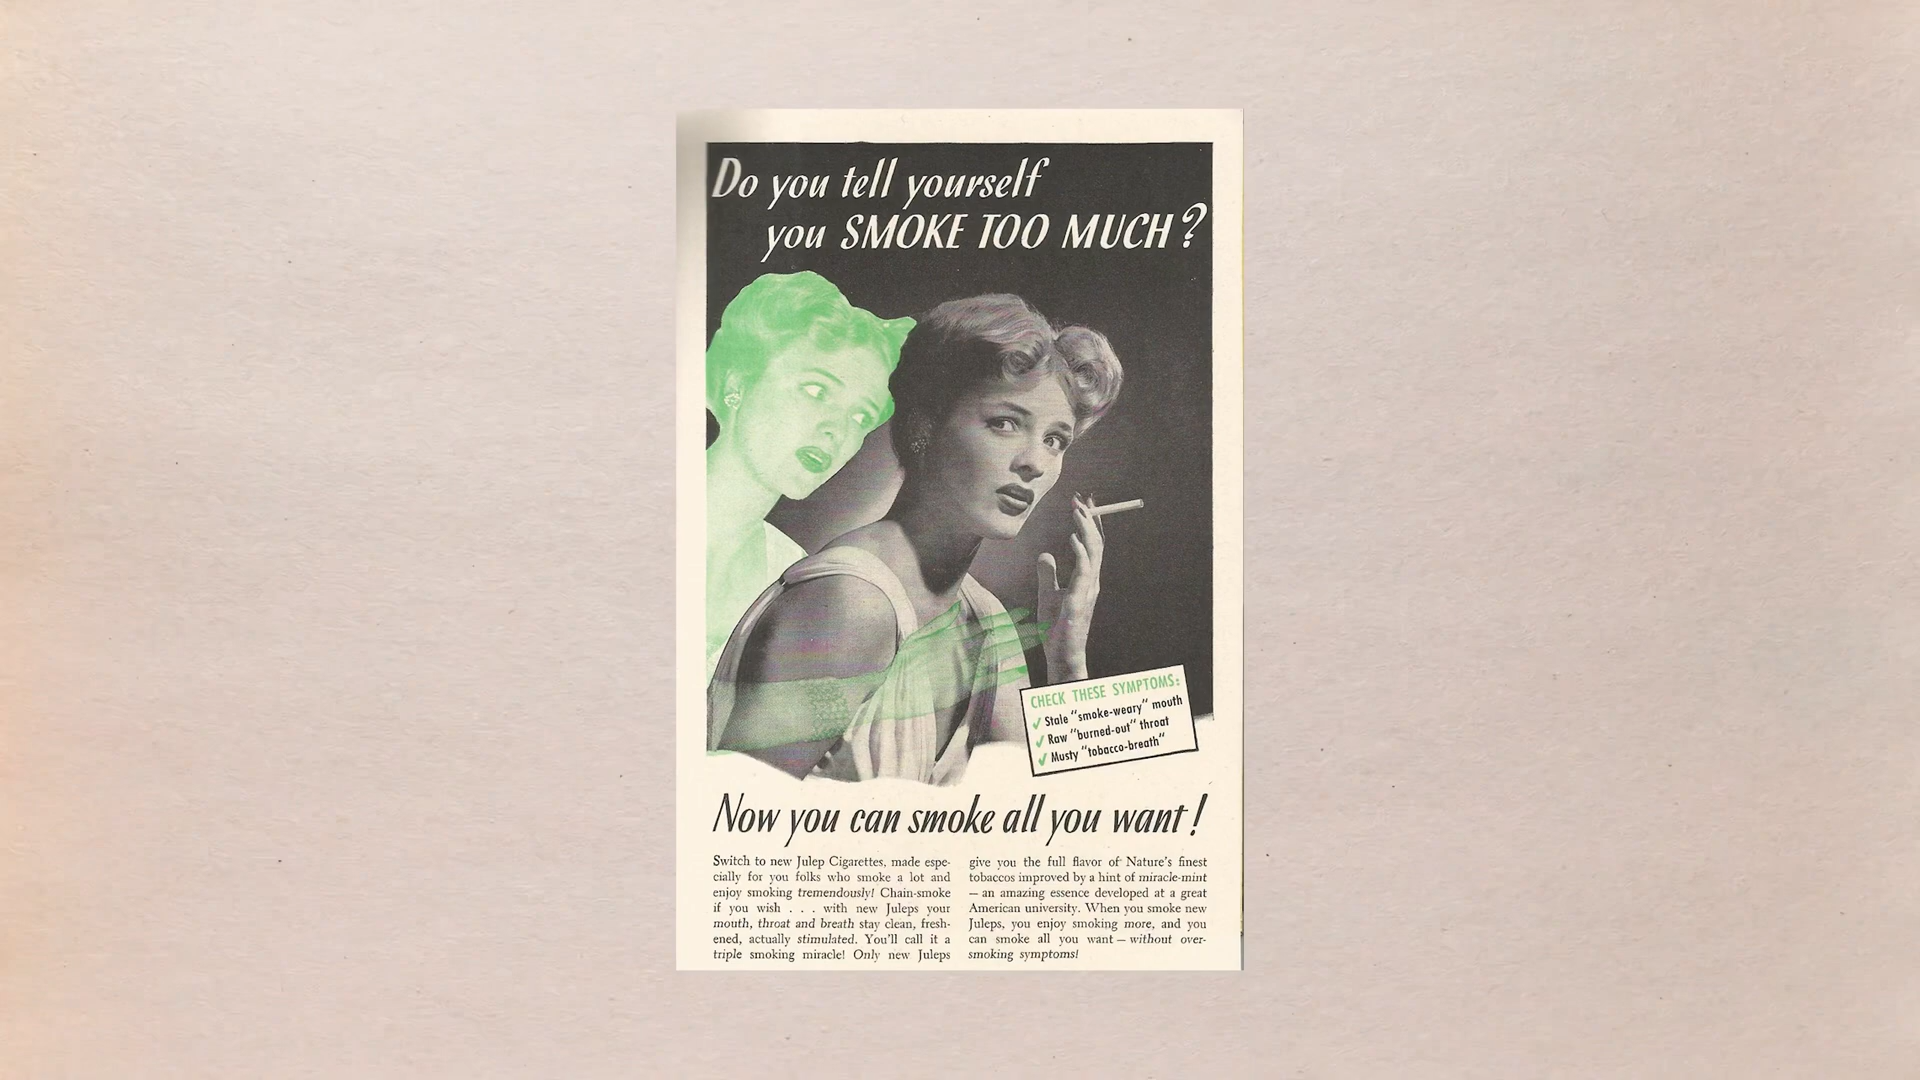 Do you tell yourself
you SMOKE TOO MUCH?
CHECK THESE SYMPTOMS:
✓ Stale "smoke-weary" mouth
✓ Raw "burned-out" throat
✓ Musty "tobacco-breath"
Now you can smoke all you want!
Switch to new Julep Cigarettes, made espe-
cially for you folks who smoke a lot and
enjoy smoking tremendously! Chain-smoke
if you wish . . . with new Juleps your
mouth, throat and breath stay clean, fresh-
ened, actually stimulated. You'll call it a
triple smoking miracle! Only new Juleps
give you the full flavor of Nature's finest
tobaccos improved by a hint of miracle-mint
— an amazing essence developed at a great
American university. When you smoke new
Juleps, you enjoy smoking more, and you
can smoke all you want — without over-
smoking symptoms!